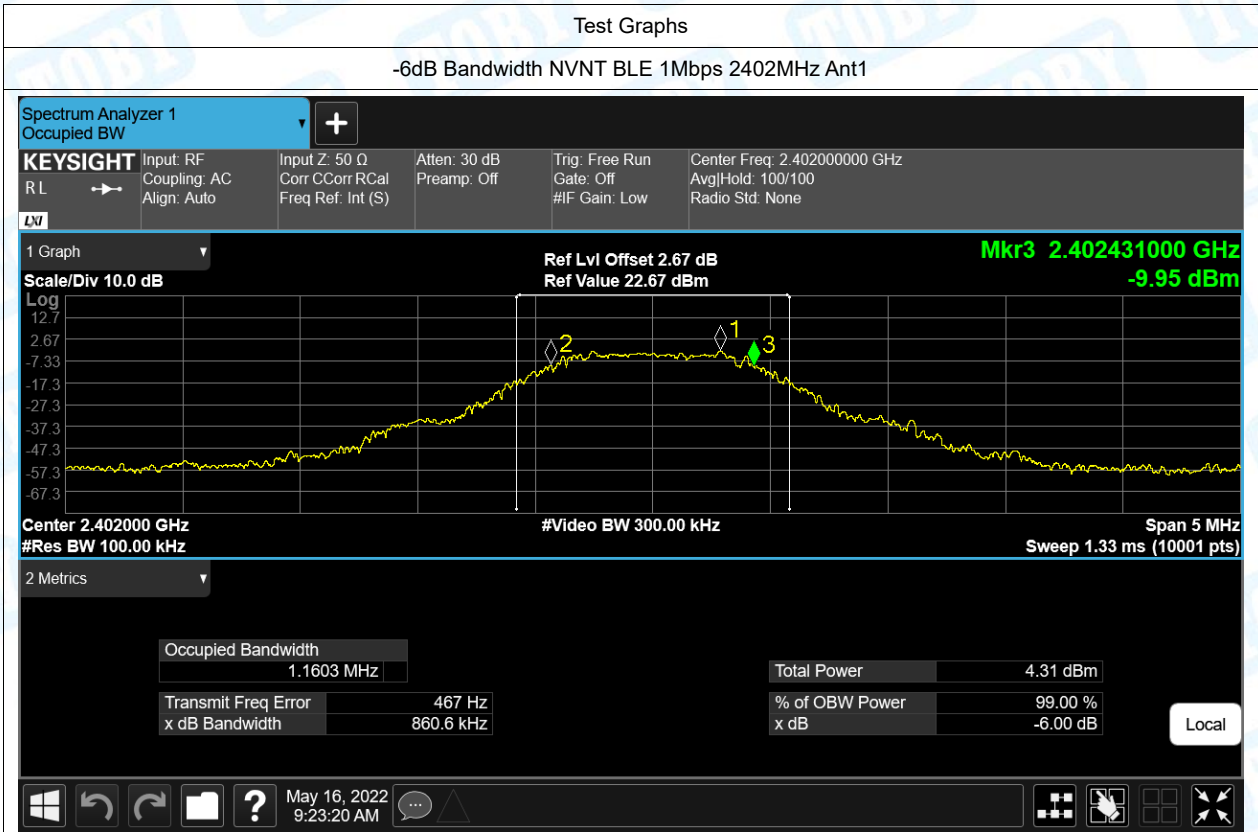 Test Graphs
-6dB Bandwidth NVNT BLE 1Mbps 2402MHz Ant1
Spectrum Analyzer 1
Occupied BW
KEYSIGHT
R L
LXI
Input: RF
Coupling: AC
Align: Auto
Input Z: 50 Ω
Corr CCorr RCal
Freq Ref: Int (S)
Atten: 30 dB
Preamp: Off
Trig: Free Run
Gate: Off
#IF Gain: Low
Center Freq: 2.402000000 GHz
Avg|Hold: 100/100
Radio Std: None
1 Graph
Scale/Div 10.0 dB
Ref Lvl Offset 2.67 dB
Ref Value 22.67 dBm
Mkr3 2.402431000 GHz
-9.95 dBm
Log
12.7
2.67
-7.33
-17.3
-27.3
-37.3
-47.3
-57.3
-67.3
2
1
3
Center 2.402000 GHz
#Res BW 100.00 kHz
#Video BW 300.00 kHz
Span 5 MHz
Sweep 1.33 ms (10001 pts)
2 Metrics
Occupied Bandwidth
1.1603 MHz
Transmit Freq Error 467 Hz
x dB Bandwidth 860.6 kHz
Total Power 4.31 dBm
% of OBW Power 99.00 %
x dB -6.00 dB
Local
?
May 16, 2022
9:23:20 AM
TOBY